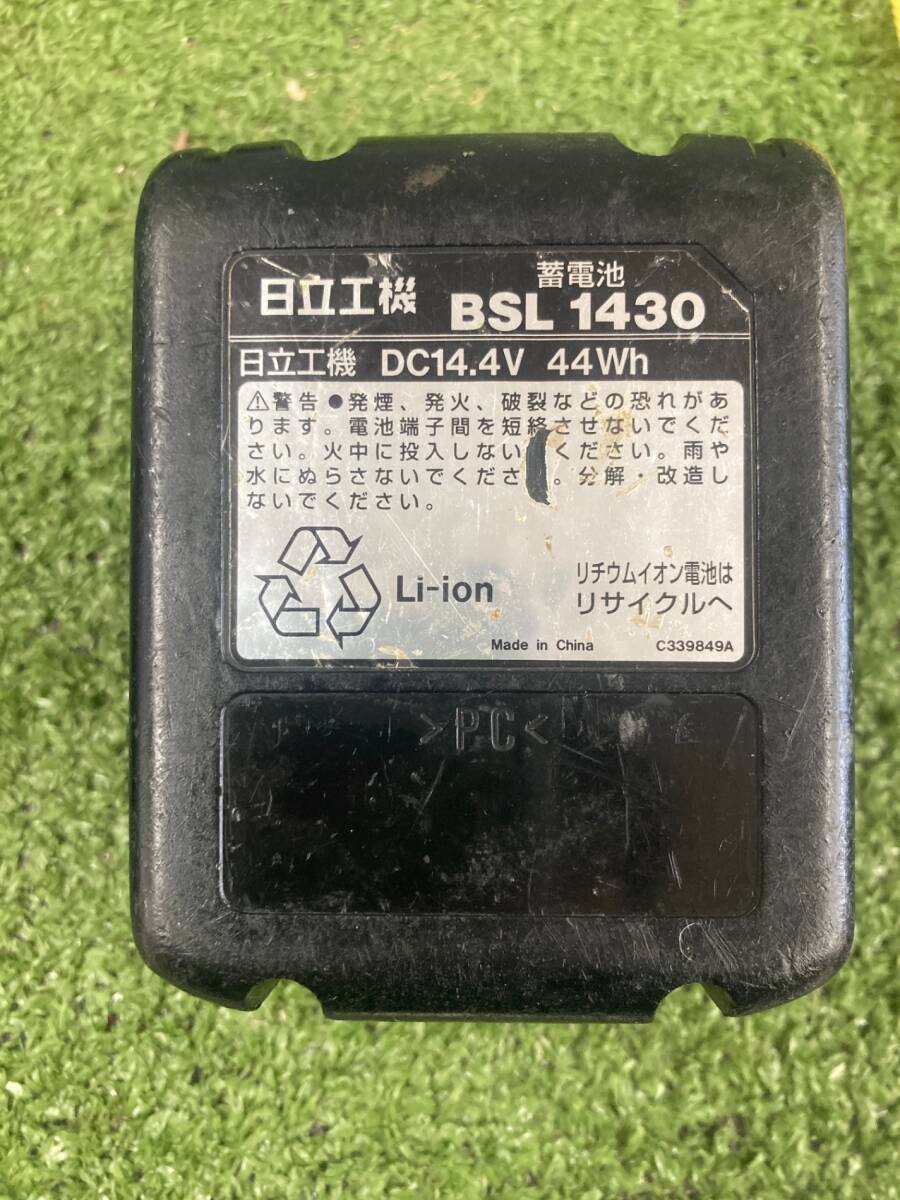 蓄電池
日立工機 BSL 1430
日立工機 DC14.4V 44Wh
⚠警告 ●発煙、発火、破裂などの恐れがあ
ります。電池端子間を短絡させないでくだ
さい。火中に投入しない ください。雨や
水にぬらさないでくださ 。分解・改造し
ないでください。
Li-ion
リチウムイオン電池は
リサイクルへ
Made in China C339849A
>PC<